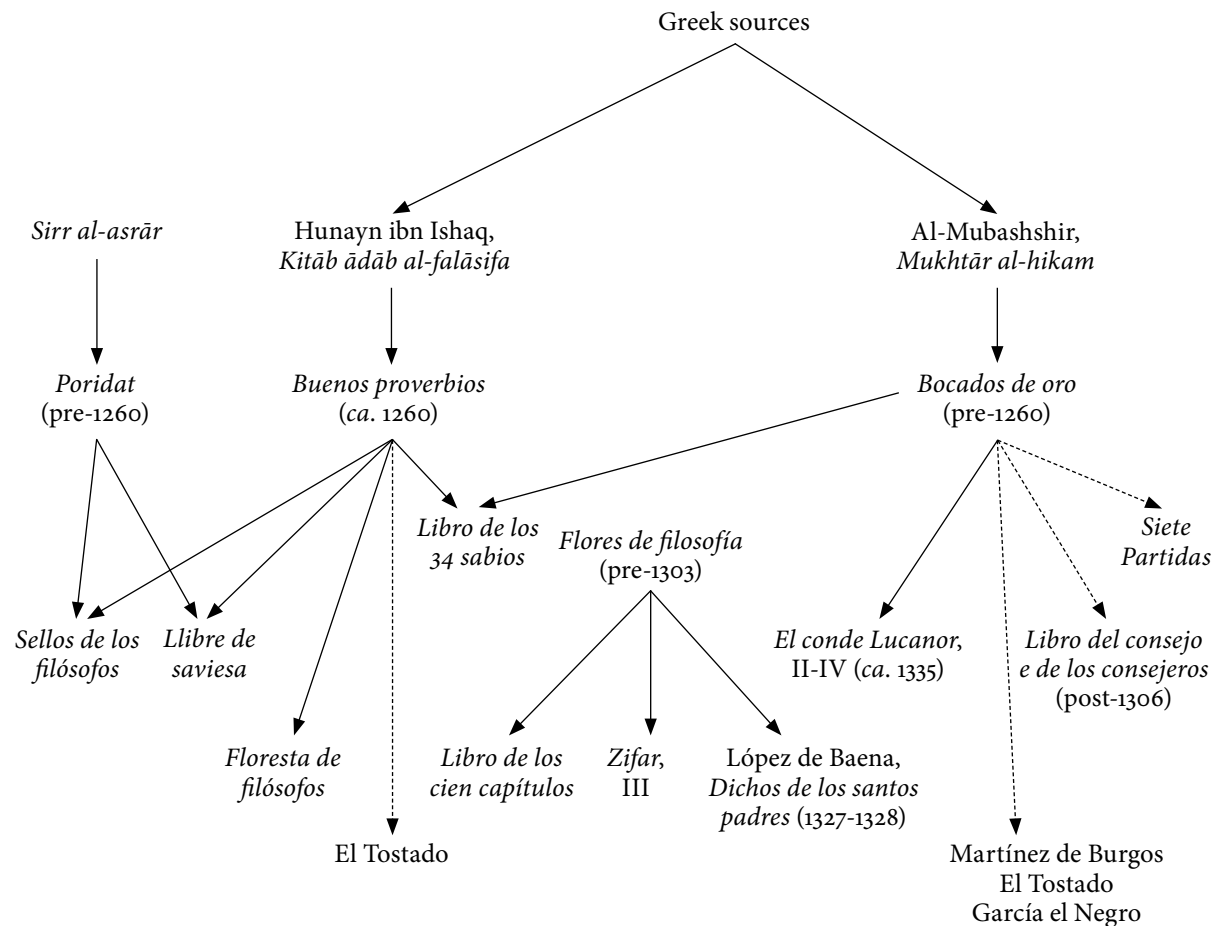 Greek sources
Sirr al-asrār
Hunayn ibn Ishaq,
Kitāb ādāb al-falāsifa
Al-Mubashshir,
Mukhtār al-hikam
Poridat
(pre-1260)
Buenos proverbios
(ca. 1260)
Bocados de oro
(pre-1260)
Libro de los
34 sabios
Flores de filosofía
(pre-1303)
Siete
Partidas
Sellos de los
filósofos
Llibre de
saviesa
El conde Lucanor,
II-IV (ca. 1335)
Libro del consejo
e de los consejeros
(post-1306)
Floresta de
filósofos
Libro de los
cien capítulos
Zifar,
III
López de Baena,
Dichos de los santos
padres (1327-1328)
El Tostado
Martínez de Burgos
El Tostado
García el Negro